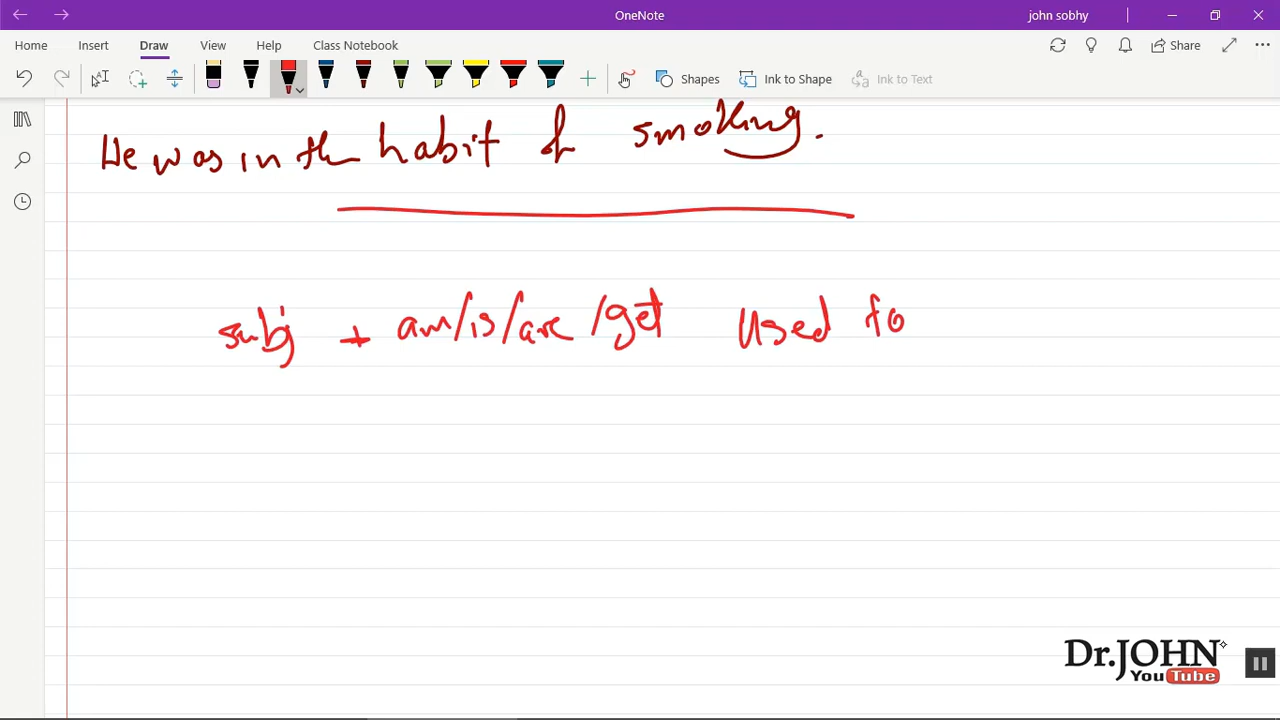 OneNote
john sobhy
Home Insert Draw View Help Class Notebook
Share
Shapes Ink to Shape Ink to Text
He was in the habit of smoking.
subj + am/is/are/get used to
Dr.JOHN
YouTube